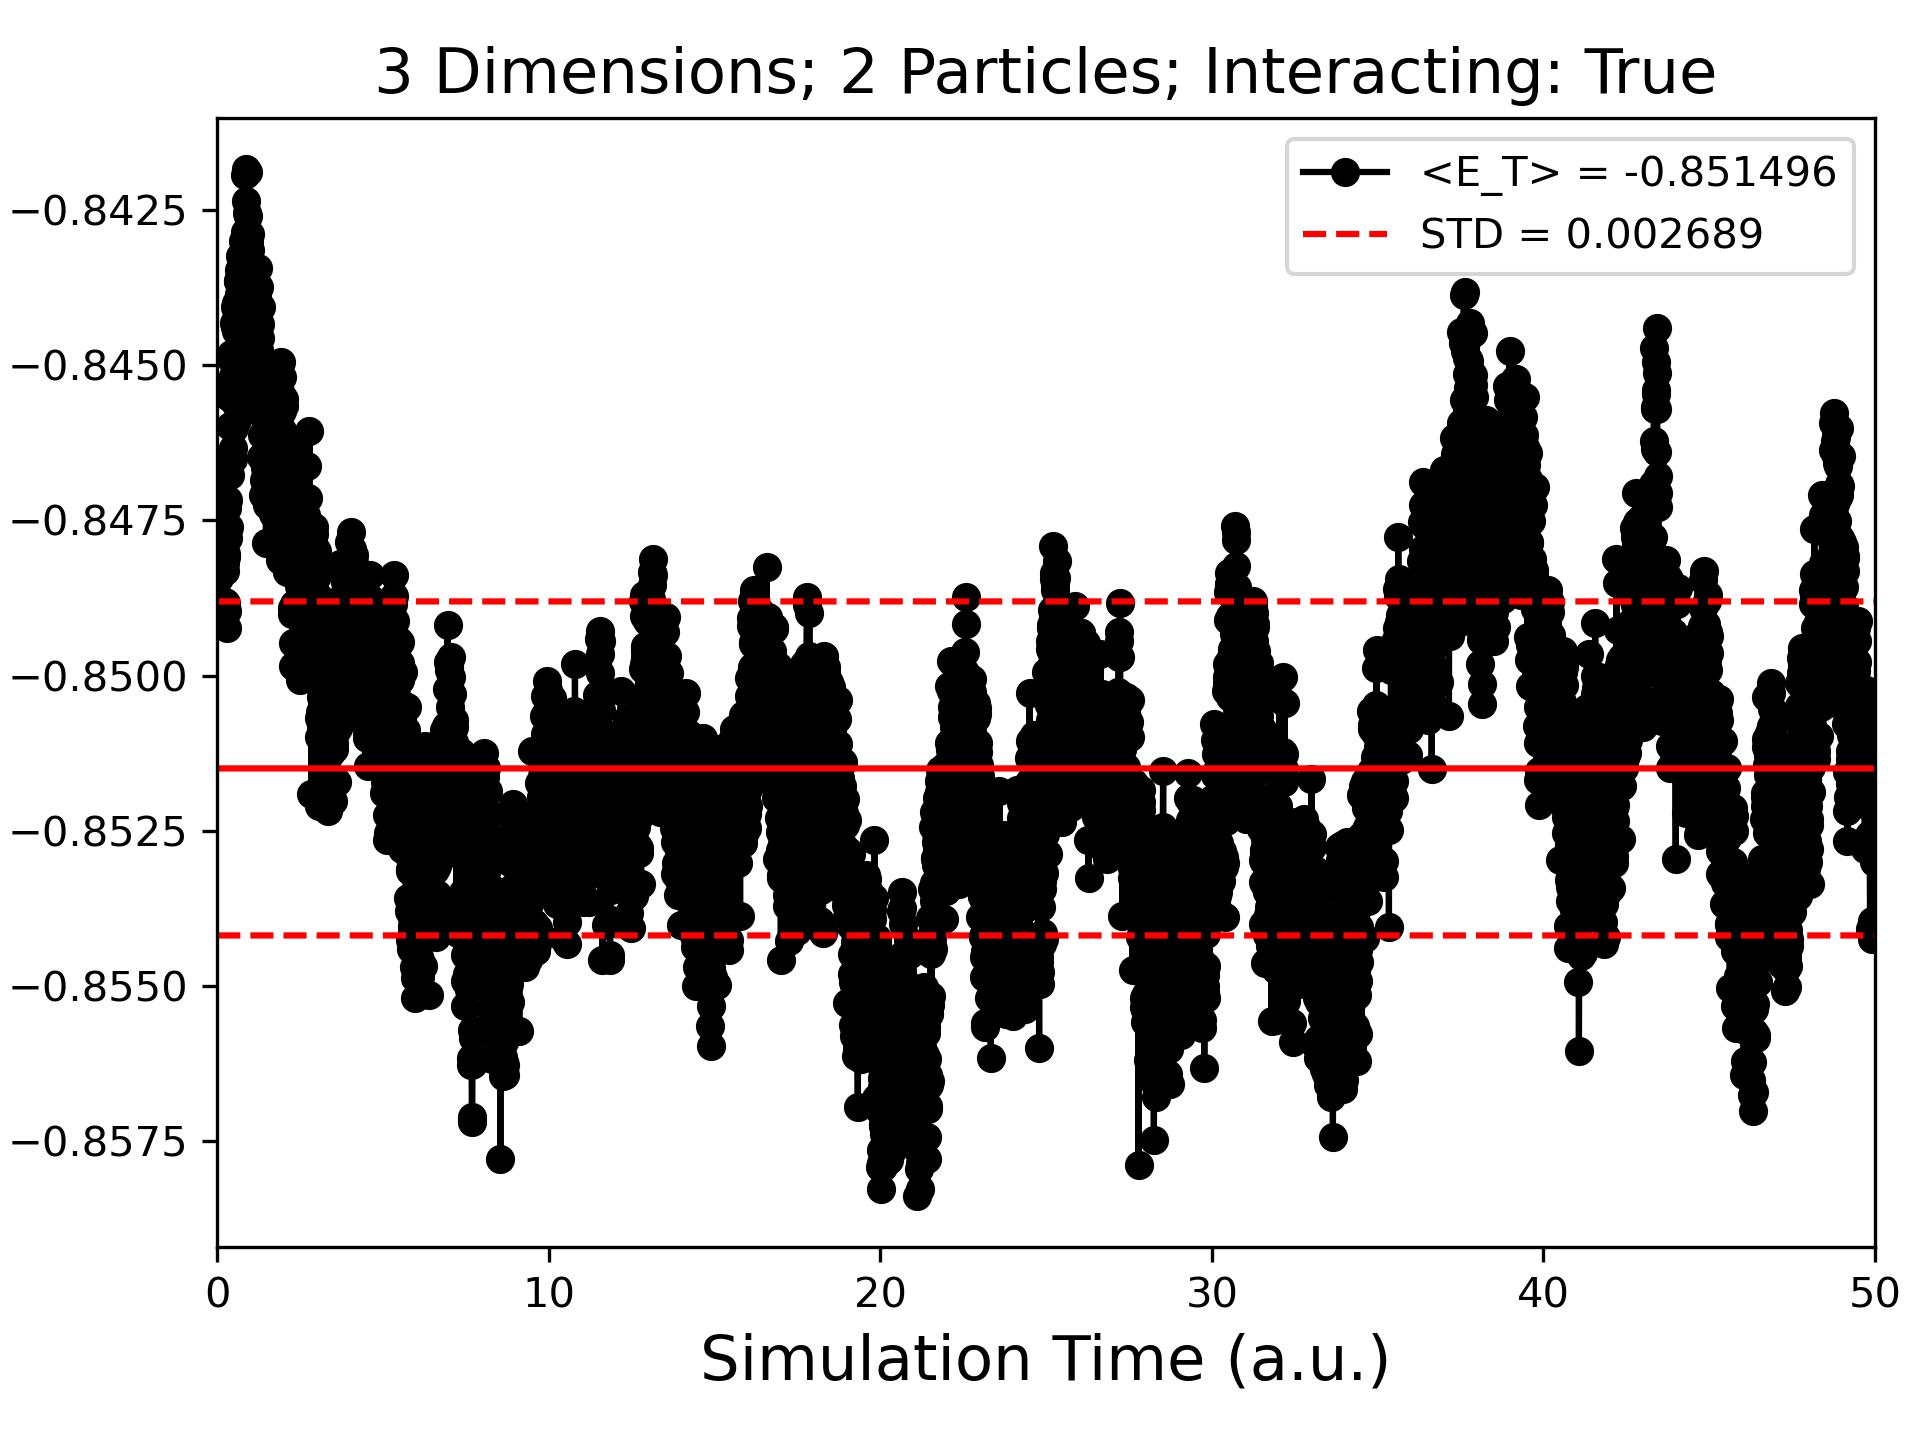 3 Dimensions; 2 Particles; Interacting: True
<E_T> = -0.851496
STD = 0.002689
−0.8425
−0.8450
−0.8475
−0.8500
−0.8525
−0.8550
−0.8575
0 10 20 30 40 50
Simulation Time (a.u.)